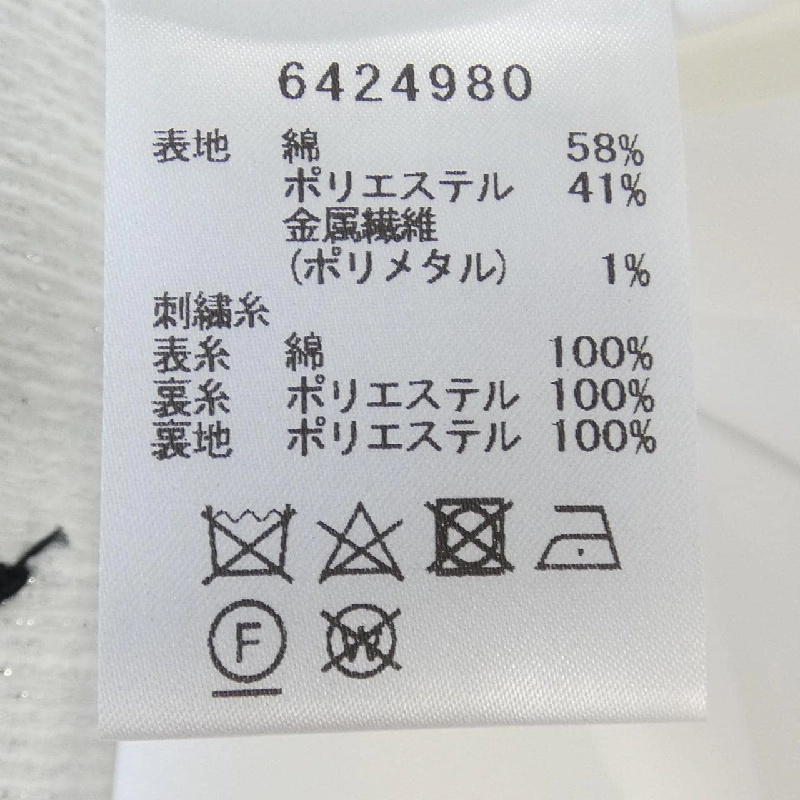 6424980
表地 綿 58%
ポリエステル 41%
金属繊維
(ポリメタル) 1%
刺繍糸
表糸 綿 100%
裏糸 ポリエステル 100%
裏地 ポリエステル 100%
F W